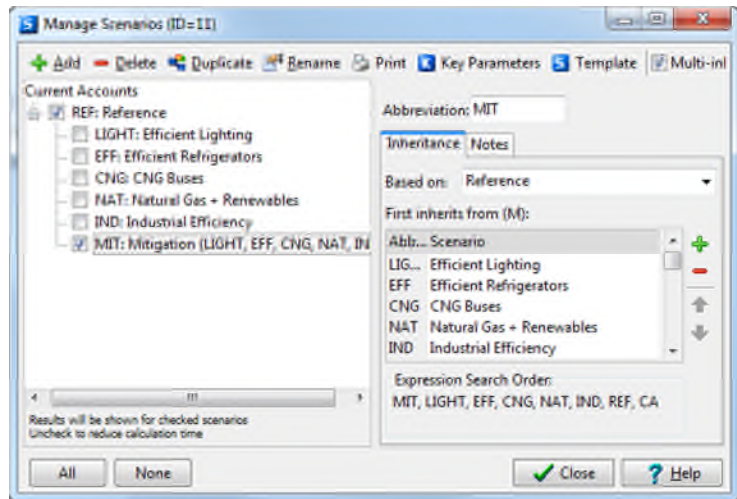 Manage Scenarios (ID=11)
Add Delete Duplicate Rename Print Key Parameters Template Multi-inl
Current Accounts
REF: Reference
LIGHT: Efficient Lighting
EFF: Efficient Refrigerators
CNG: CNG Buses
NAT: Natural Gas + Renewables
IND: Industrial Efficiency
MIT: Mitigation (LIGHT, EFF, CNG, NAT, IN
Results will be shown for checked scenarios
Uncheck to reduce calculation time
Abbreviation: MIT
Inheritance Notes
Based on: Reference
First inherits from (M):
Abb... Scenario
LIG... Efficient Lighting
EFF Efficient Refrigerators
CNG CNG Buses
NAT Natural Gas + Renewables
IND Industrial Efficiency
Expression Search Order:
MIT, LIGHT, EFF, CNG, NAT, IND, REF, CA
All None Close Help